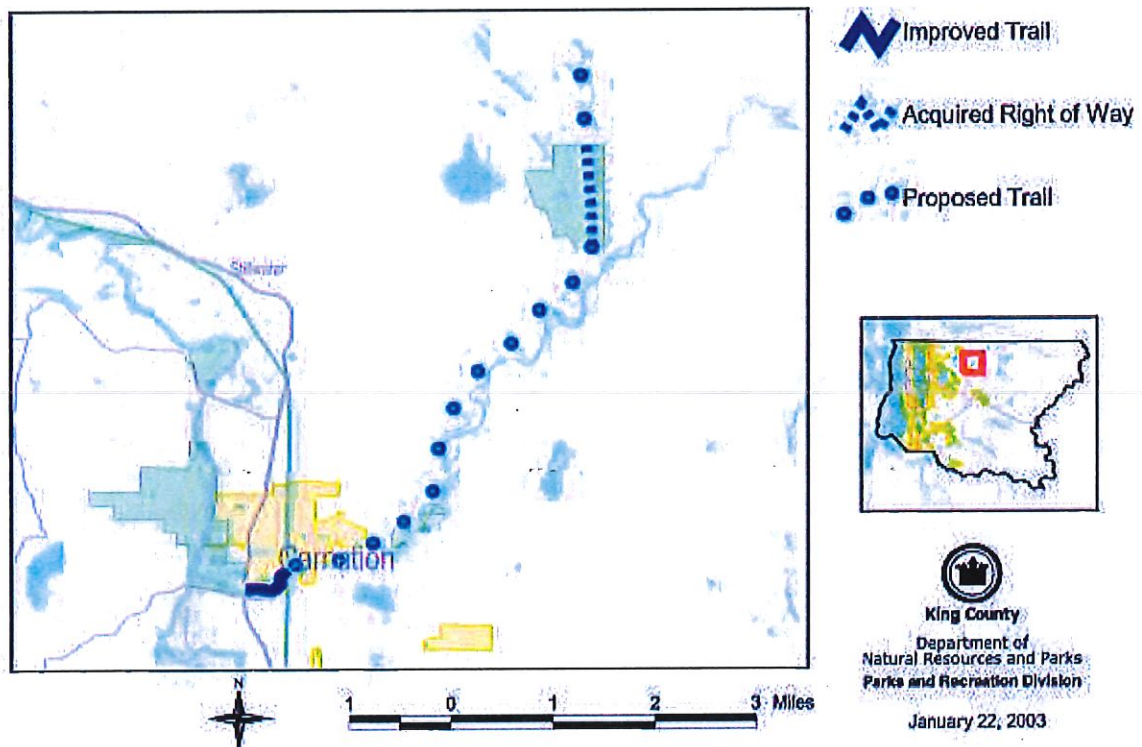 Improved Trail
Acquired Right of Way
Proposed Trail
Stillwater
Carnation
King County
Department of
Natural Resources and Parks
Parks and Recreation Division
January 22, 2003
N
1 0 1 2 3 Miles